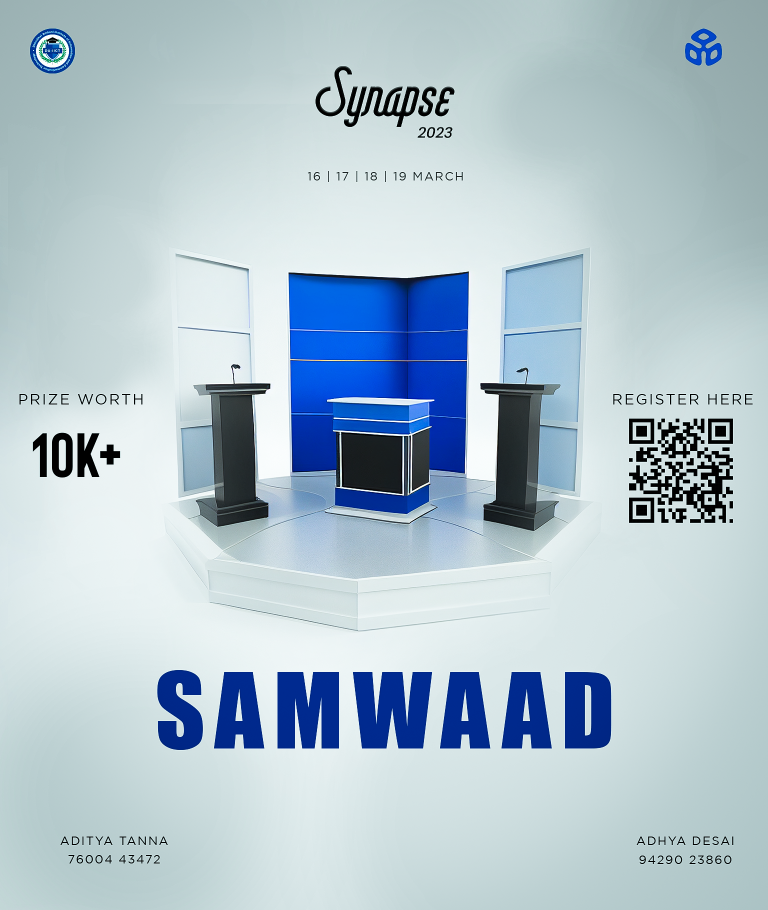 Synapse
2023
16 | 17 | 18 | 19 MARCH
PRIZE WORTH
10K+
REGISTER HERE
SAMWAAD
ADITYA TANNA
76004 43472
ADHYA DESAI
94290 23860